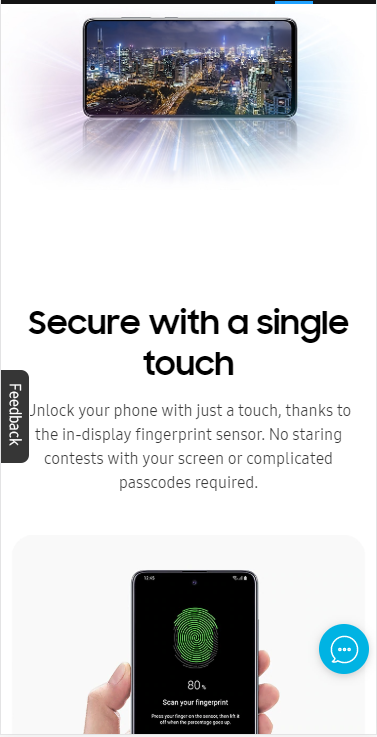 Secure with a single
touch
Feedback
Unlock your phone with just a touch, thanks to
the in-display fingerprint sensor. No staring
contests with your screen or complicated
passcodes required.
12:45
80%
Scan your fingerprint
Press your finger on the sensor, then lift it
off when the percentage goes up.